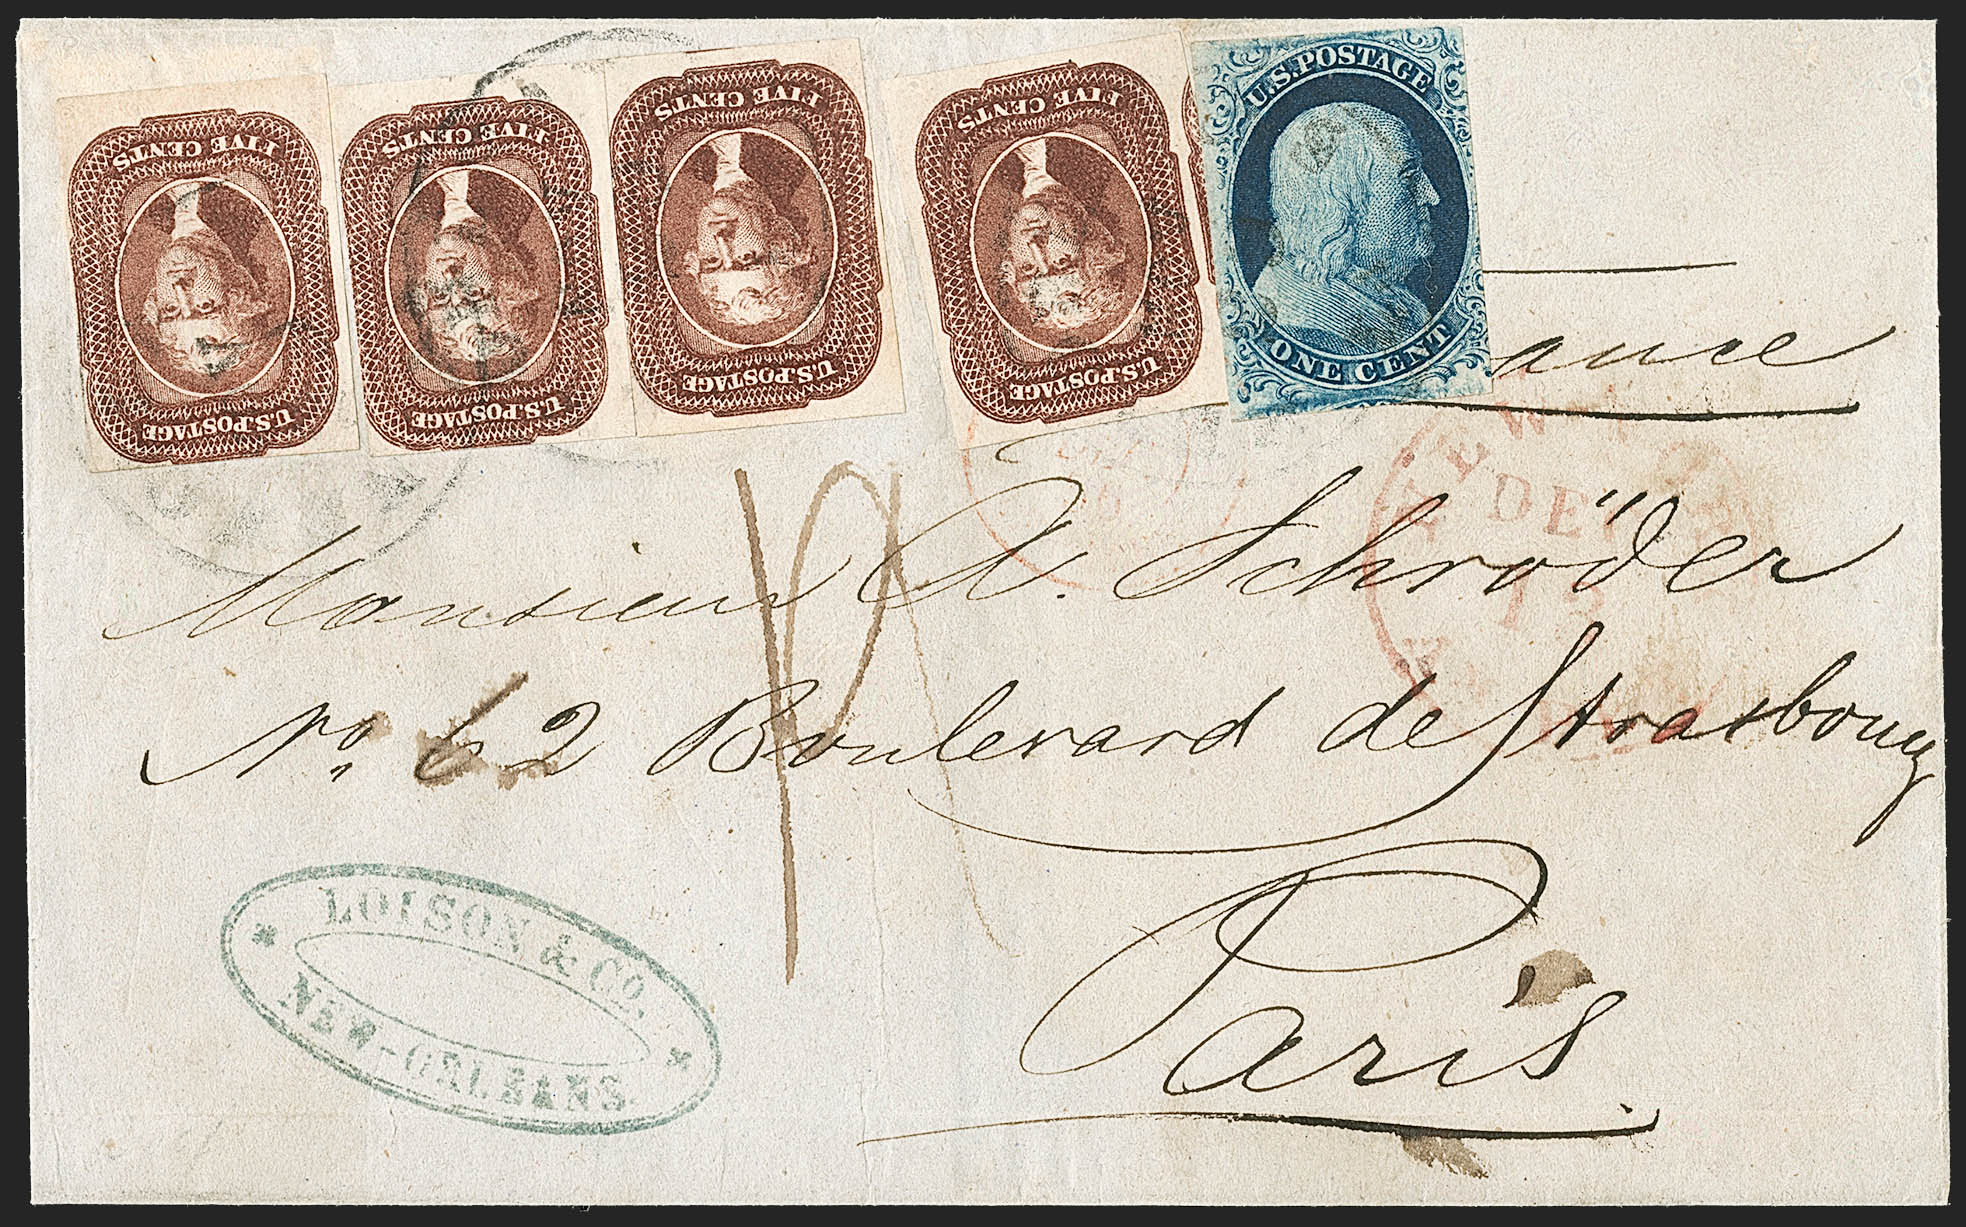 FIVE CENTS
U.S.POSTAGE
FIVE CENTS
U.S.POSTAGE
FIVE CENTS
U.S.POSTAGE
FIVE CENTS
U.S.POSTAGE
U.S.POSTAGE
ONE CENT
ance
Monsieur A. Schröder
No. 62 Boulevard de Strasbourg
Paris.
LOISON & CO.
NEW-ORLEANS.